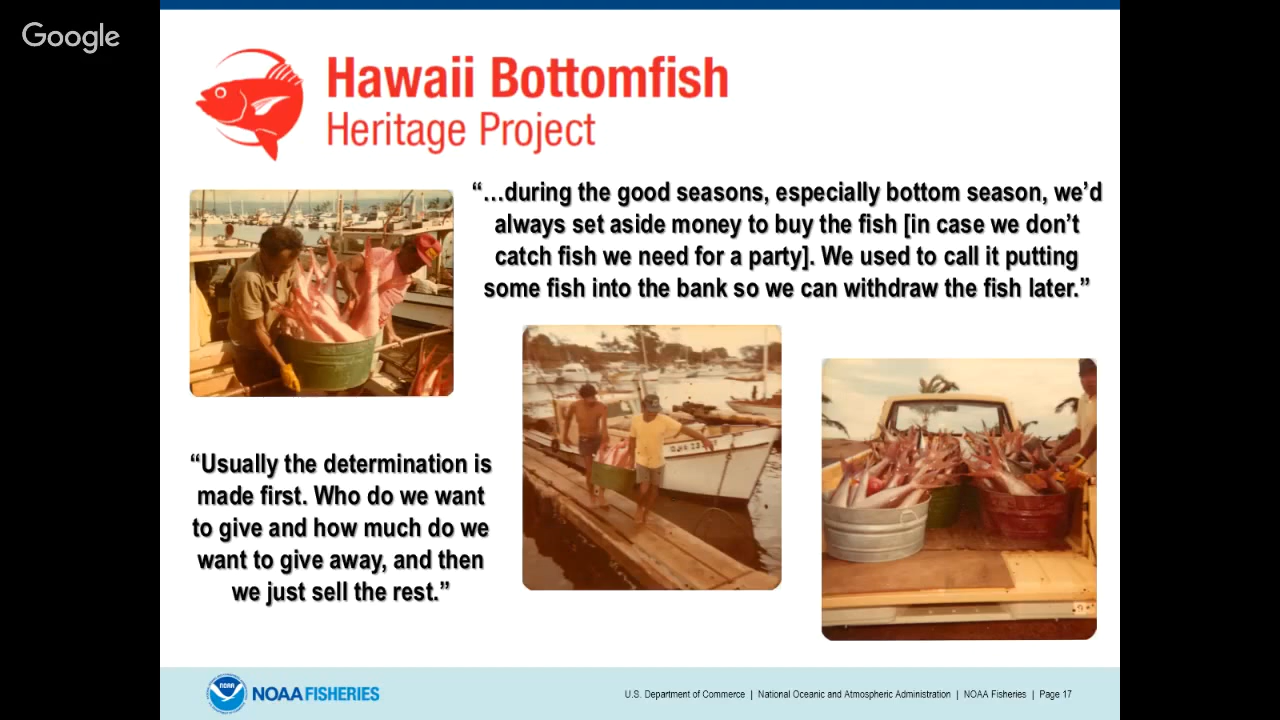 Google
Hawaii Bottomfish
Heritage Project
“…during the good seasons, especially bottom season, we’d
always set aside money to buy the fish [in case we don’t
catch fish we need for a party]. We used to call it putting
some fish into the bank so we can withdraw the fish later.”
“Usually the determination is
made first. Who do we want
to give and how much do we
want to give away, and then
we just sell the rest.”
NOAA
NOAA FISHERIES
U.S. Department of Commerce | National Oceanic and Atmospheric Administration | NOAA Fisheries | Page 17